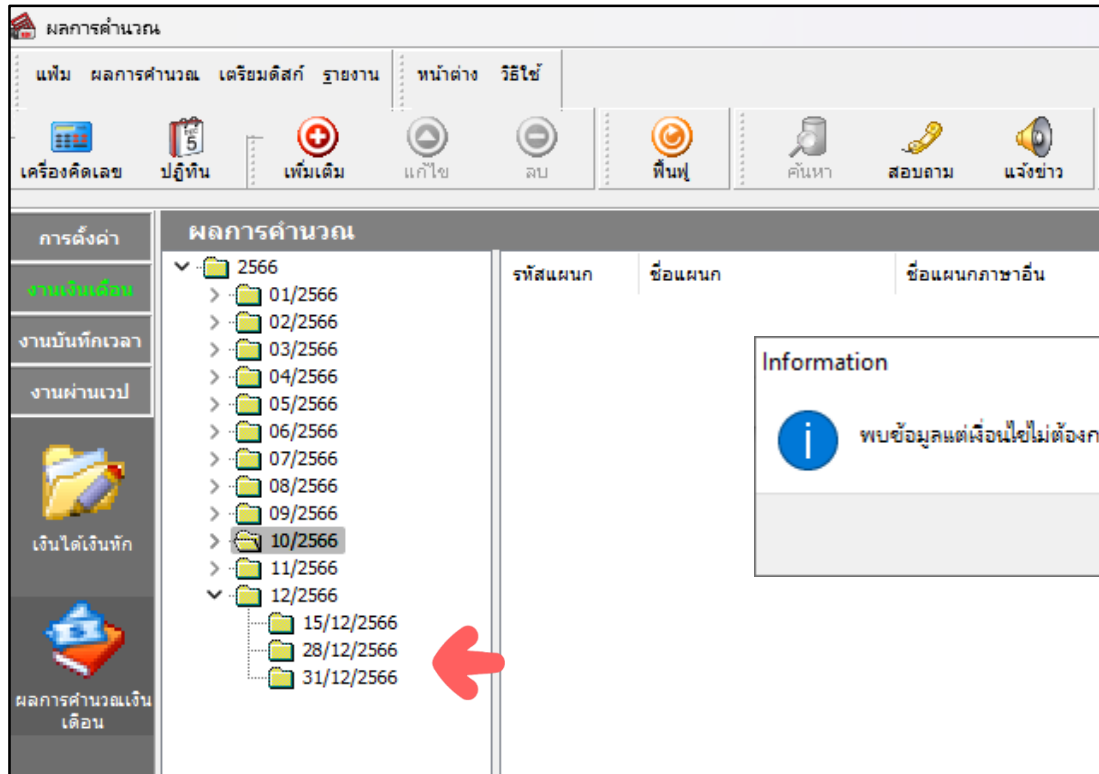 ผลการคำนวณ
แฟ้ม ผลการคำนวณ เตรียมดิสก์ รายงาน หน้าต่าง วิธีใช้
5
เครื่องคิดเลข ปฏิทิน เพิ่มเติม แก้ไข ลบ ฟื้นฟู ค้นหา สอบถาม แจ้งข่าว
การตั้งค่า
งานเงินเดือน
งานบันทึกเวลา
งานผ่านเวป
เงินได้เงินหัก
ผลการคำนวณเงิน
เดือน
ผลการคำนวณ
2566
01/2566
02/2566
03/2566
04/2566
05/2566
06/2566
07/2566
08/2566
09/2566
10/2566
11/2566
12/2566
15/12/2566
28/12/2566
31/12/2566
รหัสแผนก ชื่อแผนก ชื่อแผนกภาษาอื่น
Information
พบข้อมูลแต่เงื่อนไขไม่ต้องก